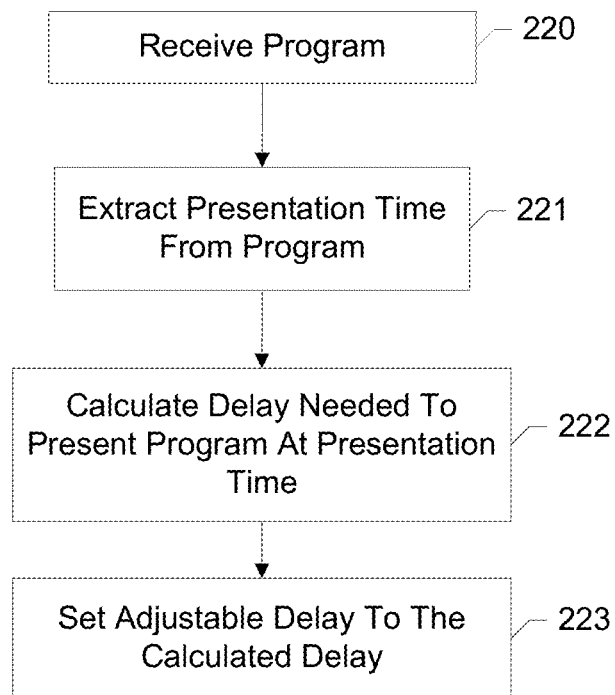 Receive Program
220
Extract Presentation Time
From Program
221
Calculate Delay Needed To
Present Program At Presentation
Time
222
Set Adjustable Delay To The
Calculated Delay
223